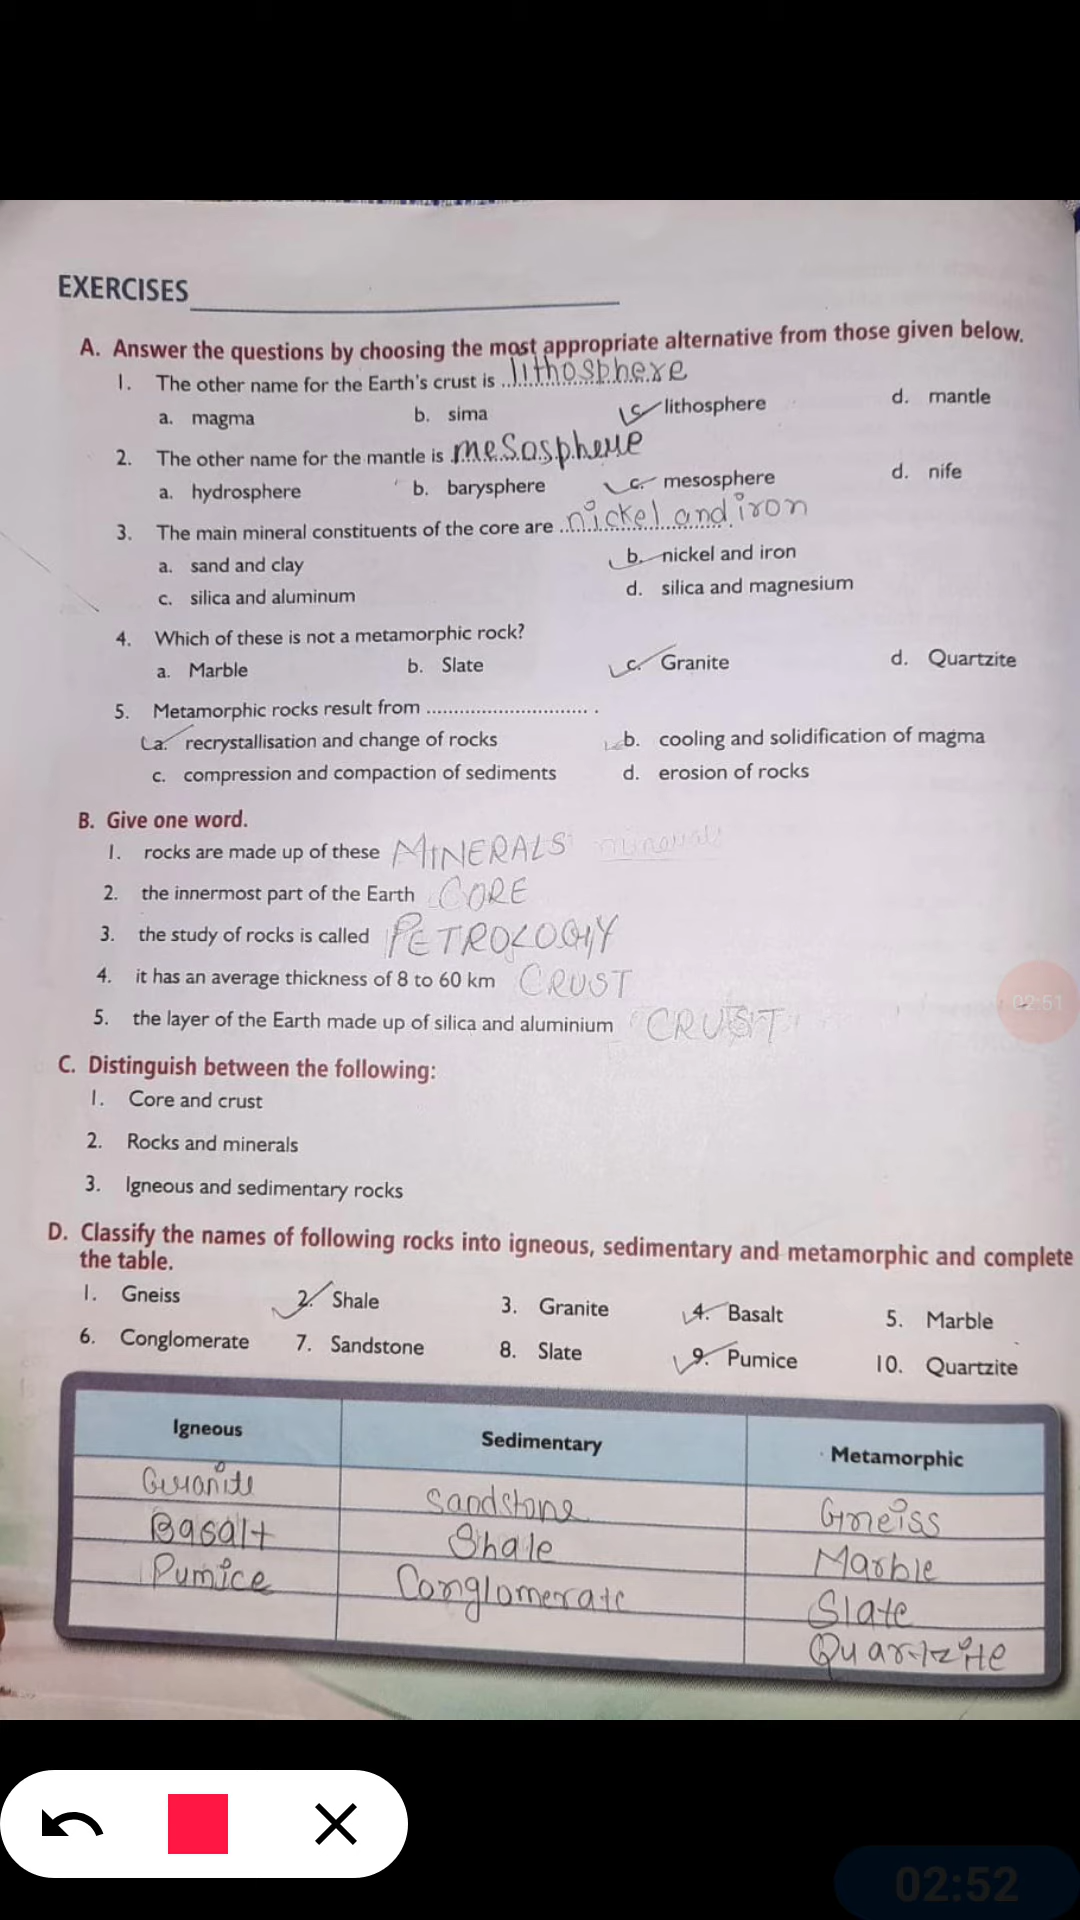 EXERCISES
A. Answer the questions by choosing the most appropriate alternative from those given below.
1. The other name for the Earth's crust is ..lithosphere
a. magma b. sima c. lithosphere d. mantle
2. The other name for the mantle is mesosphere
a. hydrosphere b. barysphere c. mesosphere d. nife
3. The main mineral constituents of the core are ..nickel and iron
a. sand and clay b. nickel and iron
c. silica and aluminum d. silica and magnesium
4. Which of these is not a metamorphic rock?
a. Marble b. Slate c. Granite d. Quartzite
5. Metamorphic rocks result from .............................. .
a. recrystallisation and change of rocks b. cooling and solidification of magma
c. compression and compaction of sediments d. erosion of rocks
B. Give one word.
1. rocks are made up of these MINERALS minerals
2. the innermost part of the Earth CORE
3. the study of rocks is called PETROLOGY
4. it has an average thickness of 8 to 60 km CRUST
5. the layer of the Earth made up of silica and aluminium CRUST
02:51
C. Distinguish between the following:
1. Core and crust
2. Rocks and minerals
3. Igneous and sedimentary rocks
D. Classify the names of following rocks into igneous, sedimentary and metamorphic and complete
the table.
1. Gneiss 2. Shale 3. Granite 4. Basalt 5. Marble
6. Conglomerate 7. Sandstone 8. Slate 9. Pumice 10. Quartzite
Igneous Sedimentary Metamorphic
Granite Sandstone Gneiss
Basalt Shale Marble
Pumice Conglomerate Slate
Quartzite
02:52